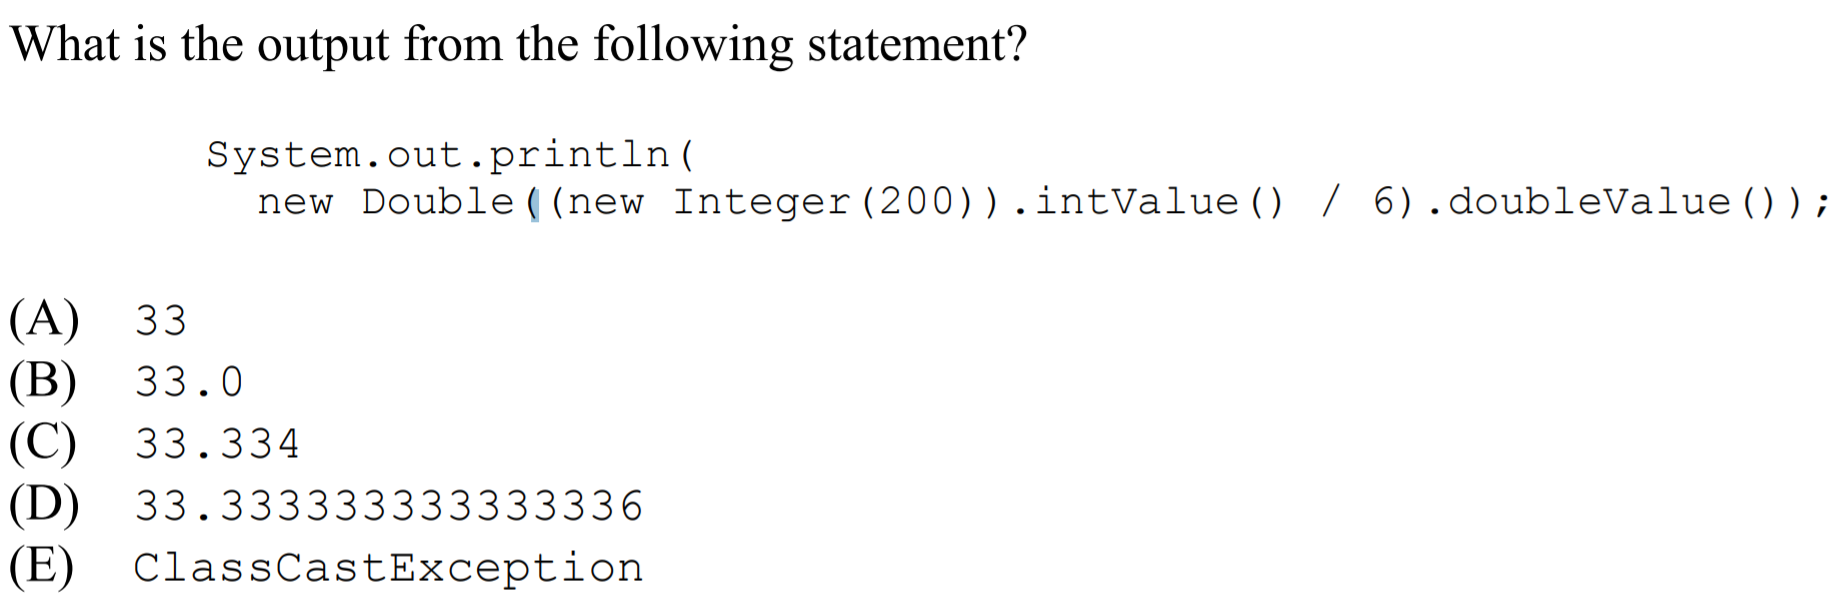 What is the output from the following statement?
System.out.println(
new Double((new Integer(200)).intValue() / 6).doubleValue());
(A) 33
(B) 33.0
(C) 33.334
(D) 33.333333333333336
(E) ClassCastException